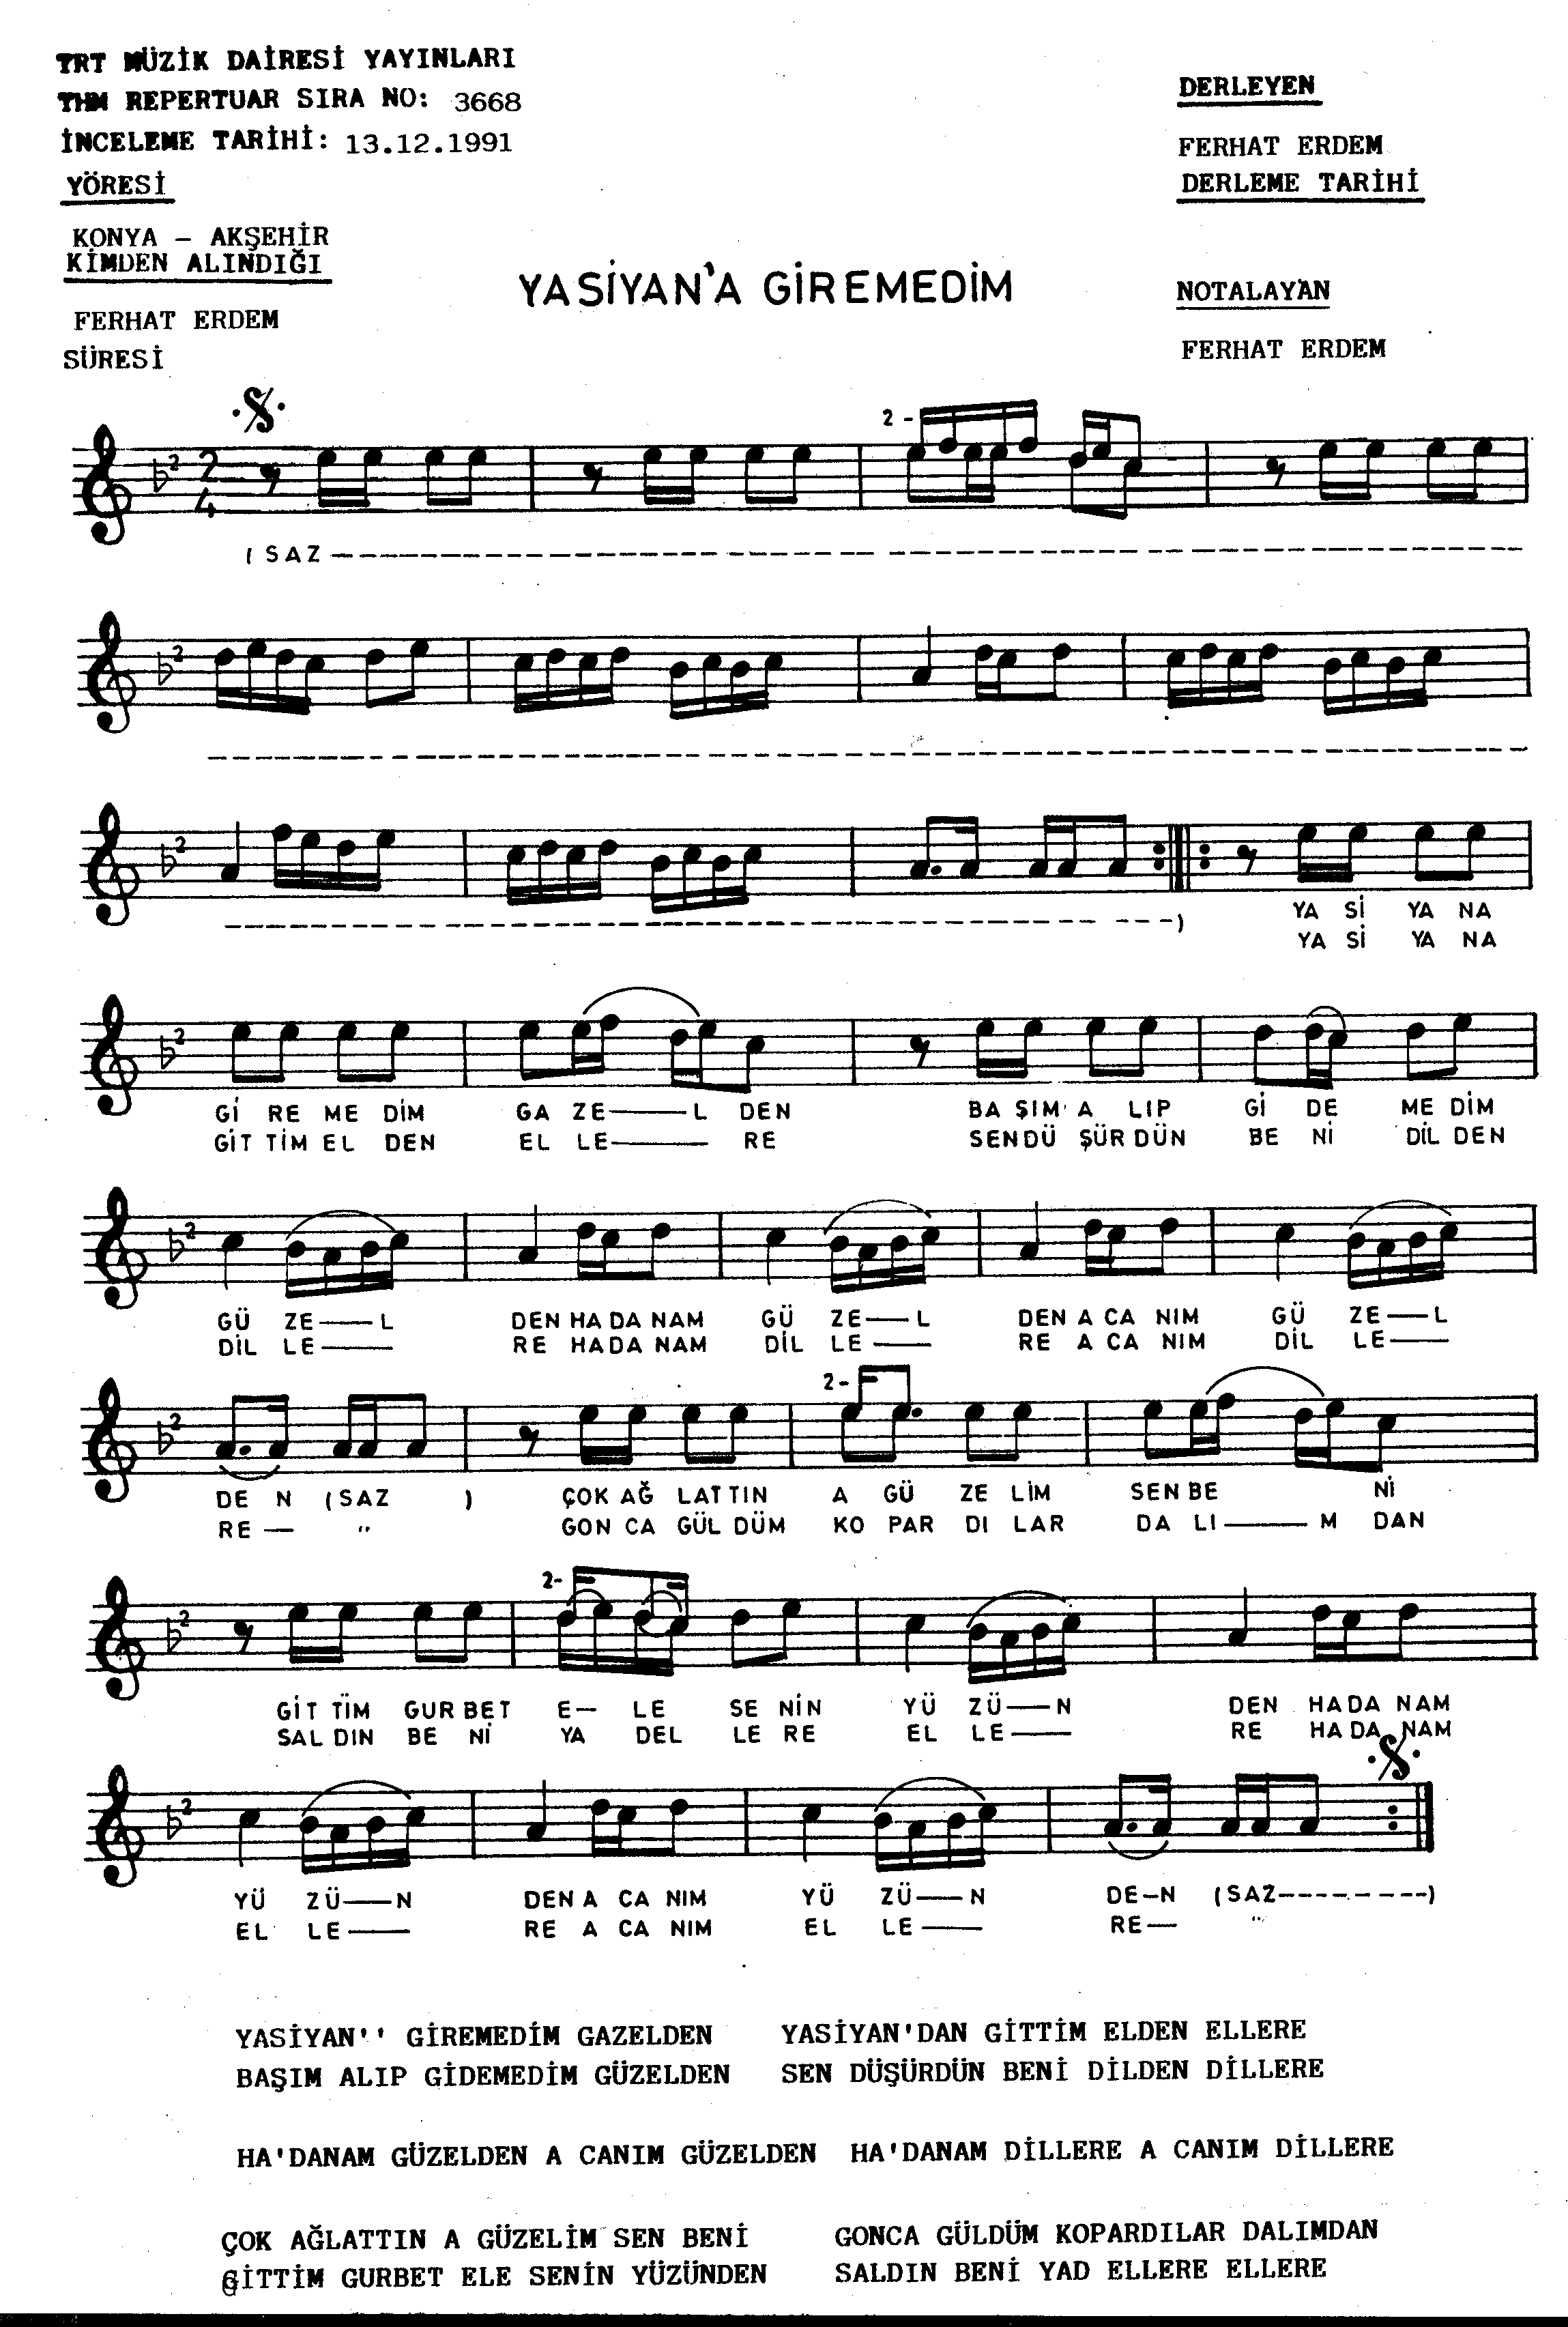 TRT MÜZİK DAİRESİ YAYINLARI
THM REPERTUAR SIRA NO: 3668
İNCELEME TARİHİ: 13.12.1991
YÖRESİ
KONYA – AKŞEHİR
KİMDEN ALINDIĞI
FERHAT ERDEM
SÜRESİ
DERLEYEN
FERHAT ERDEM
DERLEME TARİHİ
NOTALAYAN
FERHAT ERDEM
YASİYAN'A GİREMEDİM
2
4
2 -
( SAZ ------
------)
YA Sİ YA NA
YA Sİ YA NA
Gİ RE ME DİM GA ZE——L DEN BA ŞIM A LIP Gİ DE ME DİM
GİT TİM EL DEN EL LE—— RE SEN DÜ ŞÜR DÜN BE Nİ DİL DEN
GÜ ZE——L DEN HA DA NAM GÜ ZE——L DEN A CA NIM GÜ ZE——L
DİL LE—— RE HA DA NAM DİL LE—— RE A CA NIM DİL LE——
2-
DE N (SAZ ) ÇOK AĞ LAT TIN A GÜ ZE LİM SEN BE Nİ
RE — " GON CA GÜL DÜM KO PAR DI LAR DA LI——M DAN
2-
GİT TİM GUR BET E— LE SE NİN YÜ ZÜ——N DEN HA DA NAM
SAL DIN BE Nİ YA DEL LE RE EL LE—— RE HA DA NAM
YÜ ZÜ——N DEN A CA NIM YÜ ZÜ——N DE–N (SAZ---------)
EL LE—— RE A CA NIM EL LE—— RE— "
YASİYAN'' GİREMEDİM GAZELDEN YASİYAN'DAN GİTTİM ELDEN ELLERE
BAŞIM ALIP GİDEMEDİM GÜZELDEN SEN DÜŞÜRDÜN BENİ DİLDEN DİLLERE
HA'DANAM GÜZELDEN A CANIM GÜZELDEN HA'DANAM DİLLERE A CANIM DİLLERE
ÇOK AĞLATTIN A GÜZELİM SEN BENİ GONCA GÜLDÜM KOPARDILAR DALIMDAN
GİTTİM GURBET ELE SENİN YÜZÜNDEN SALDIN BENİ YAD ELLERE ELLERE